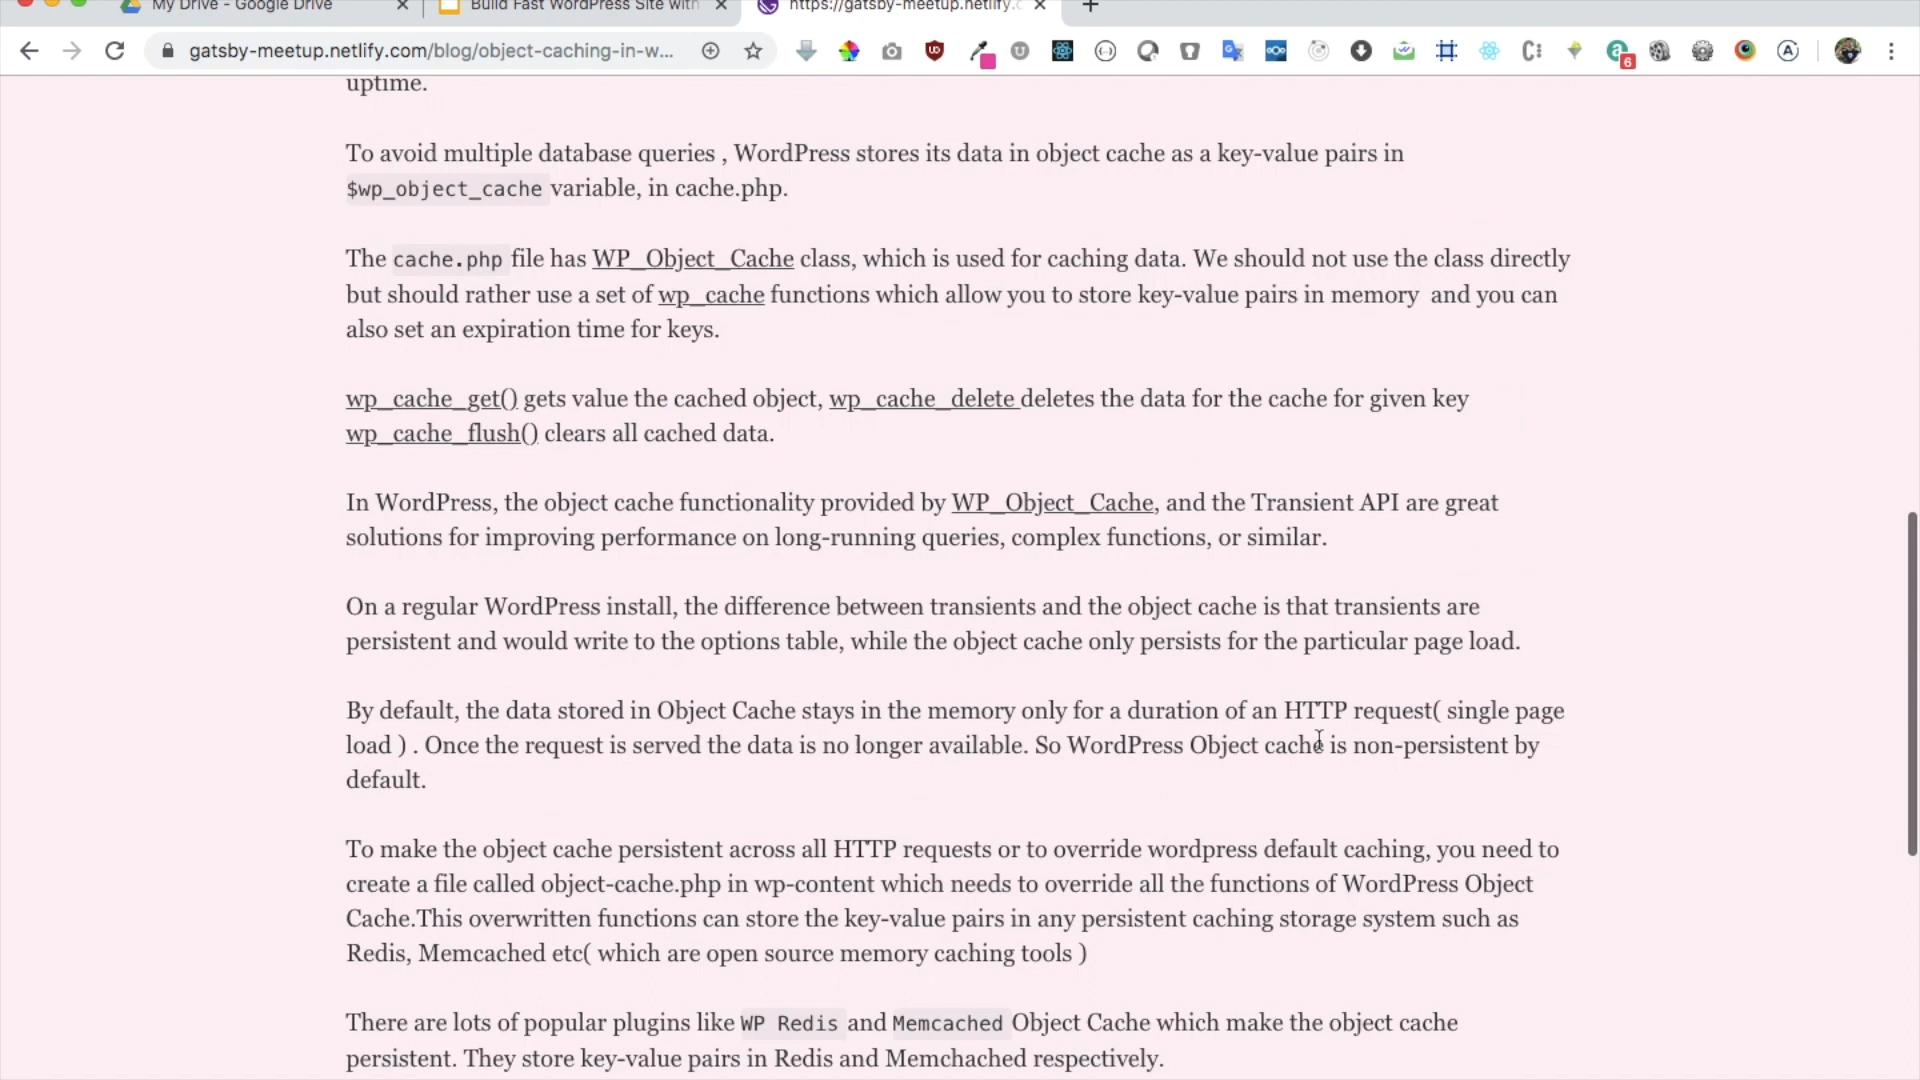 My Drive - Google Drive
Build Fast WordPress Site with
https://gatsby-meetup.netlify.c
gatsby-meetup.netlify.com/blog/object-caching-in-w...
6
uptime.
To avoid multiple database queries , WordPress stores its data in object cache as a key-value pairs in
$wp_object_cache variable, in cache.php.
The cache.php file has WP_Object_Cache class, which is used for caching data. We should not use the class directly
but should rather use a set of wp_cache functions which allow you to store key-value pairs in memory  and you can
also set an expiration time for keys.
wp_cache_get() gets value the cached object, wp_cache_delete deletes the data for the cache for given key
wp_cache_flush() clears all cached data.
In WordPress, the object cache functionality provided by WP_Object_Cache, and the Transient API are great
solutions for improving performance on long-running queries, complex functions, or similar.
On a regular WordPress install, the difference between transients and the object cache is that transients are
persistent and would write to the options table, while the object cache only persists for the particular page load.
By default, the data stored in Object Cache stays in the memory only for a duration of an HTTP request( single page
load ) . Once the request is served the data is no longer available. So WordPress Object cache is non-persistent by
default.
To make the object cache persistent across all HTTP requests or to override wordpress default caching, you need to
create a file called object-cache.php in wp-content which needs to override all the functions of WordPress Object
Cache.This overwritten functions can store the key-value pairs in any persistent caching storage system such as
Redis, Memcached etc( which are open source memory caching tools )
There are lots of popular plugins like WP Redis and Memcached Object Cache which make the object cache
persistent. They store key-value pairs in Redis and Memchached respectively.